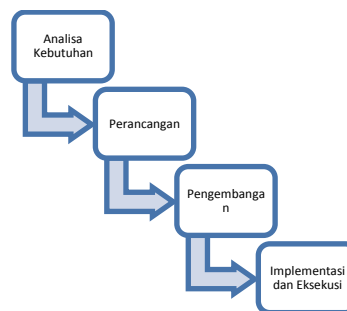 Analisa
Kebutuhan
Perancangan
Pengembanga
n
Implementasi
dan Eksekusi